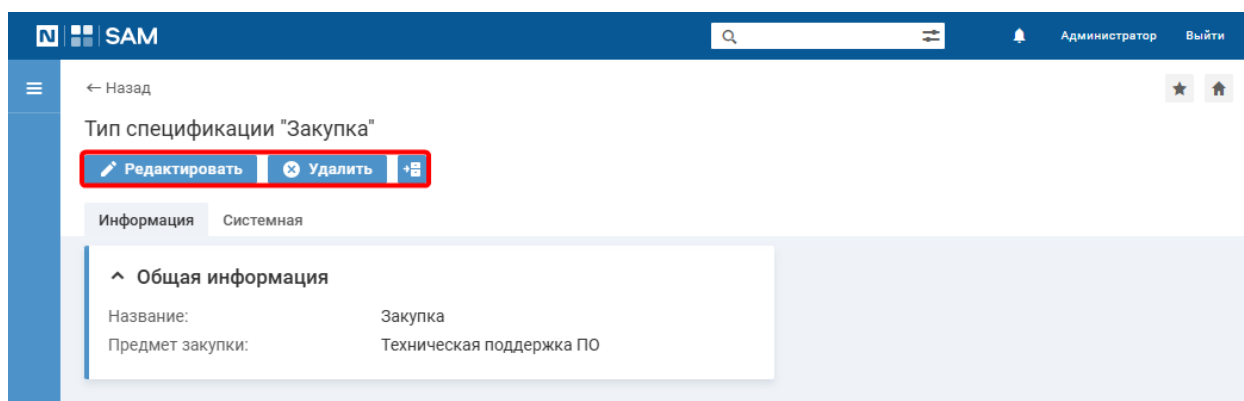 N SAM Администратор Выйти
← Назад
Тип спецификации "Закупка"
Редактировать Удалить
Информация Системная
Общая информация
Название: Закупка
Предмет закупки: Техническая поддержка ПО